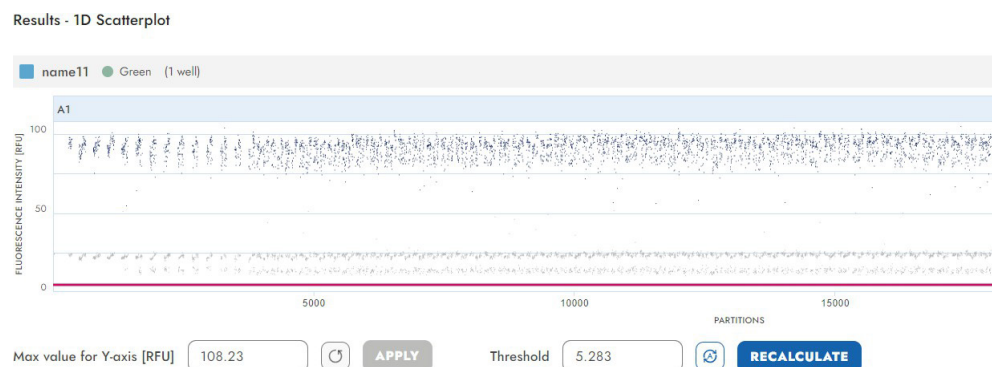 Results - 1D Scatterplot
name11 Green (1 well)
A1
100
50
0
FLUORESCENCE INTENSITY [RFU]
5000 10000 15000
PARTITIONS
Max value for Y-axis [RFU] 108.23 APPLY Threshold 5.283 RECALCULATE